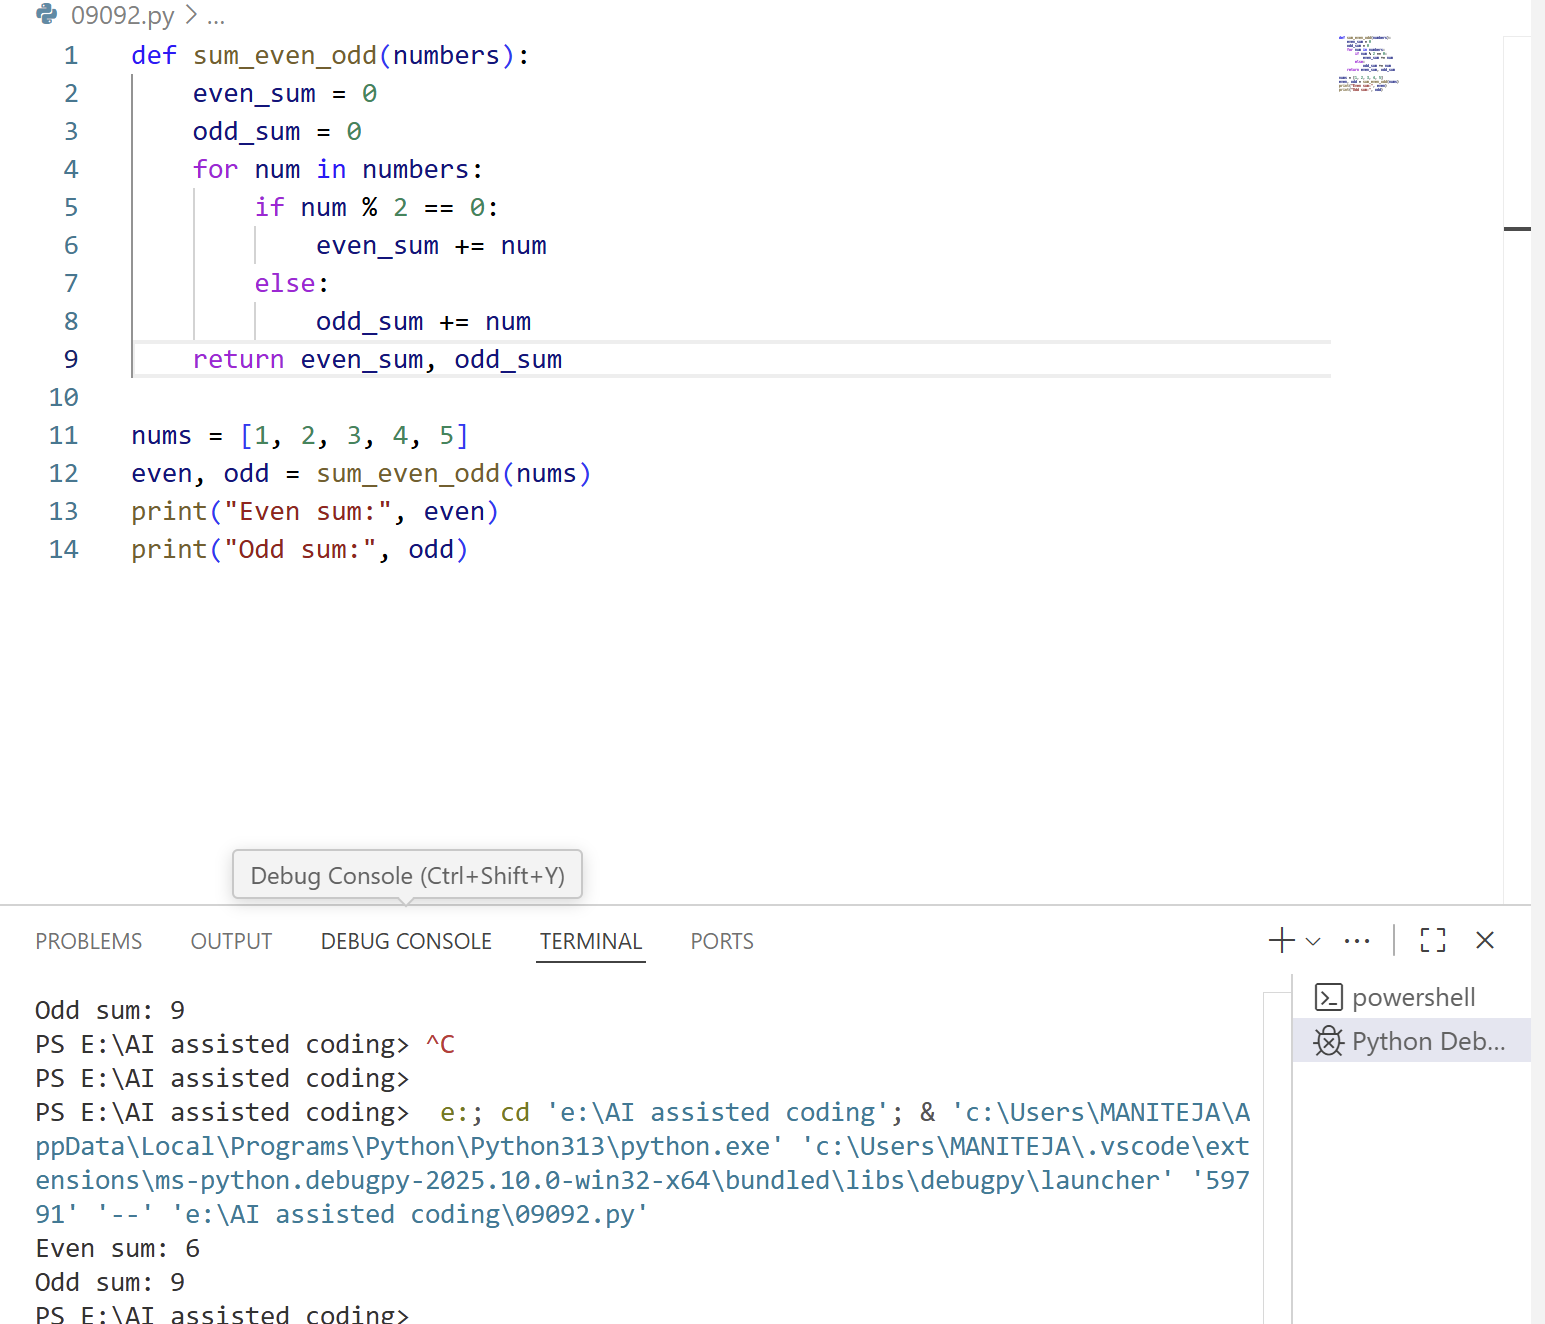 09092.py > ...
1 def sum_even_odd(numbers):
2     even_sum = 0
3     odd_sum = 0
4     for num in numbers:
5         if num % 2 == 0:
6             even_sum += num
7         else:
8             odd_sum += num
9     return even_sum, odd_sum
10
11 nums = [1, 2, 3, 4, 5]
12 even, odd = sum_even_odd(nums)
13 print("Even sum:", even)
14 print("Odd sum:", odd)
Debug Console (Ctrl+Shift+Y)
PROBLEMS OUTPUT DEBUG CONSOLE TERMINAL PORTS
Odd sum: 9
PS E:\AI assisted coding> ^C
PS E:\AI assisted coding>
PS E:\AI assisted coding>  e:; cd 'e:\AI assisted coding'; & 'c:\Users\MANITEJA\A
ppData\Local\Programs\Python\Python313\python.exe' 'c:\Users\MANITEJA\.vscode\ext
ensions\ms-python.debugpy-2025.10.0-win32-x64\bundled\libs\debugpy\launcher' '597
91' '--' 'e:\AI assisted coding\09092.py'
Even sum: 6
Odd sum: 9
PS E:\AI assisted coding>
powershell
Python Deb...